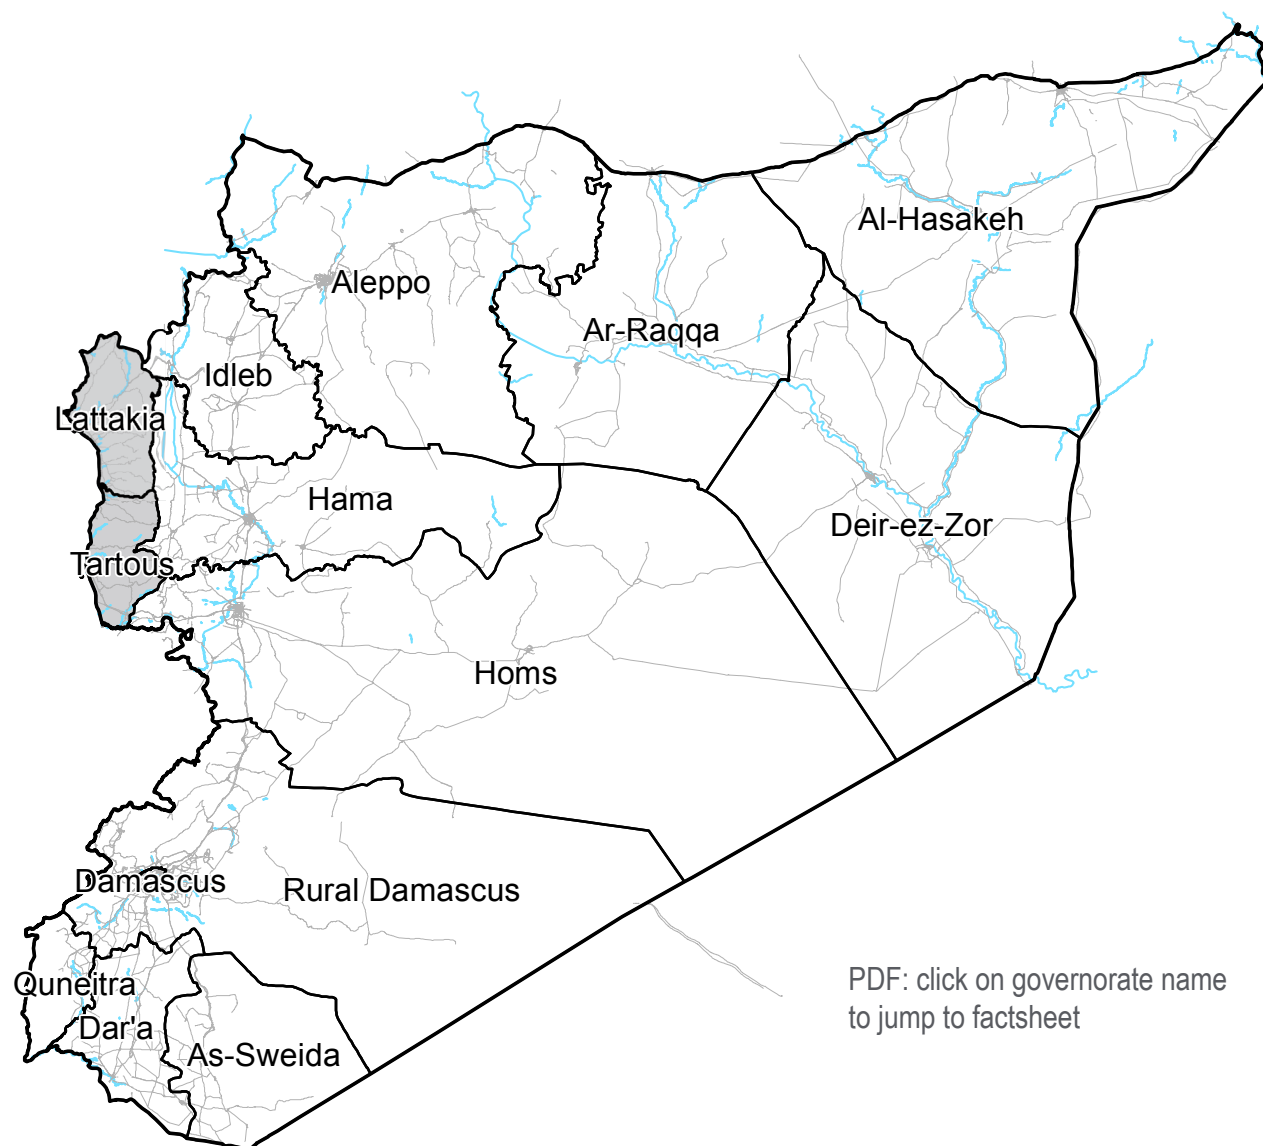 Al-Hasakeh
Aleppo
Ar-Raqqa
Idleb
Lattakia
Hama
Deir-ez-Zor
Tartous
Homs
Damascus
Rural Damascus
Quneitra
Dar'a
As-Sweida
PDF: click on governorate name
to jump to factsheet